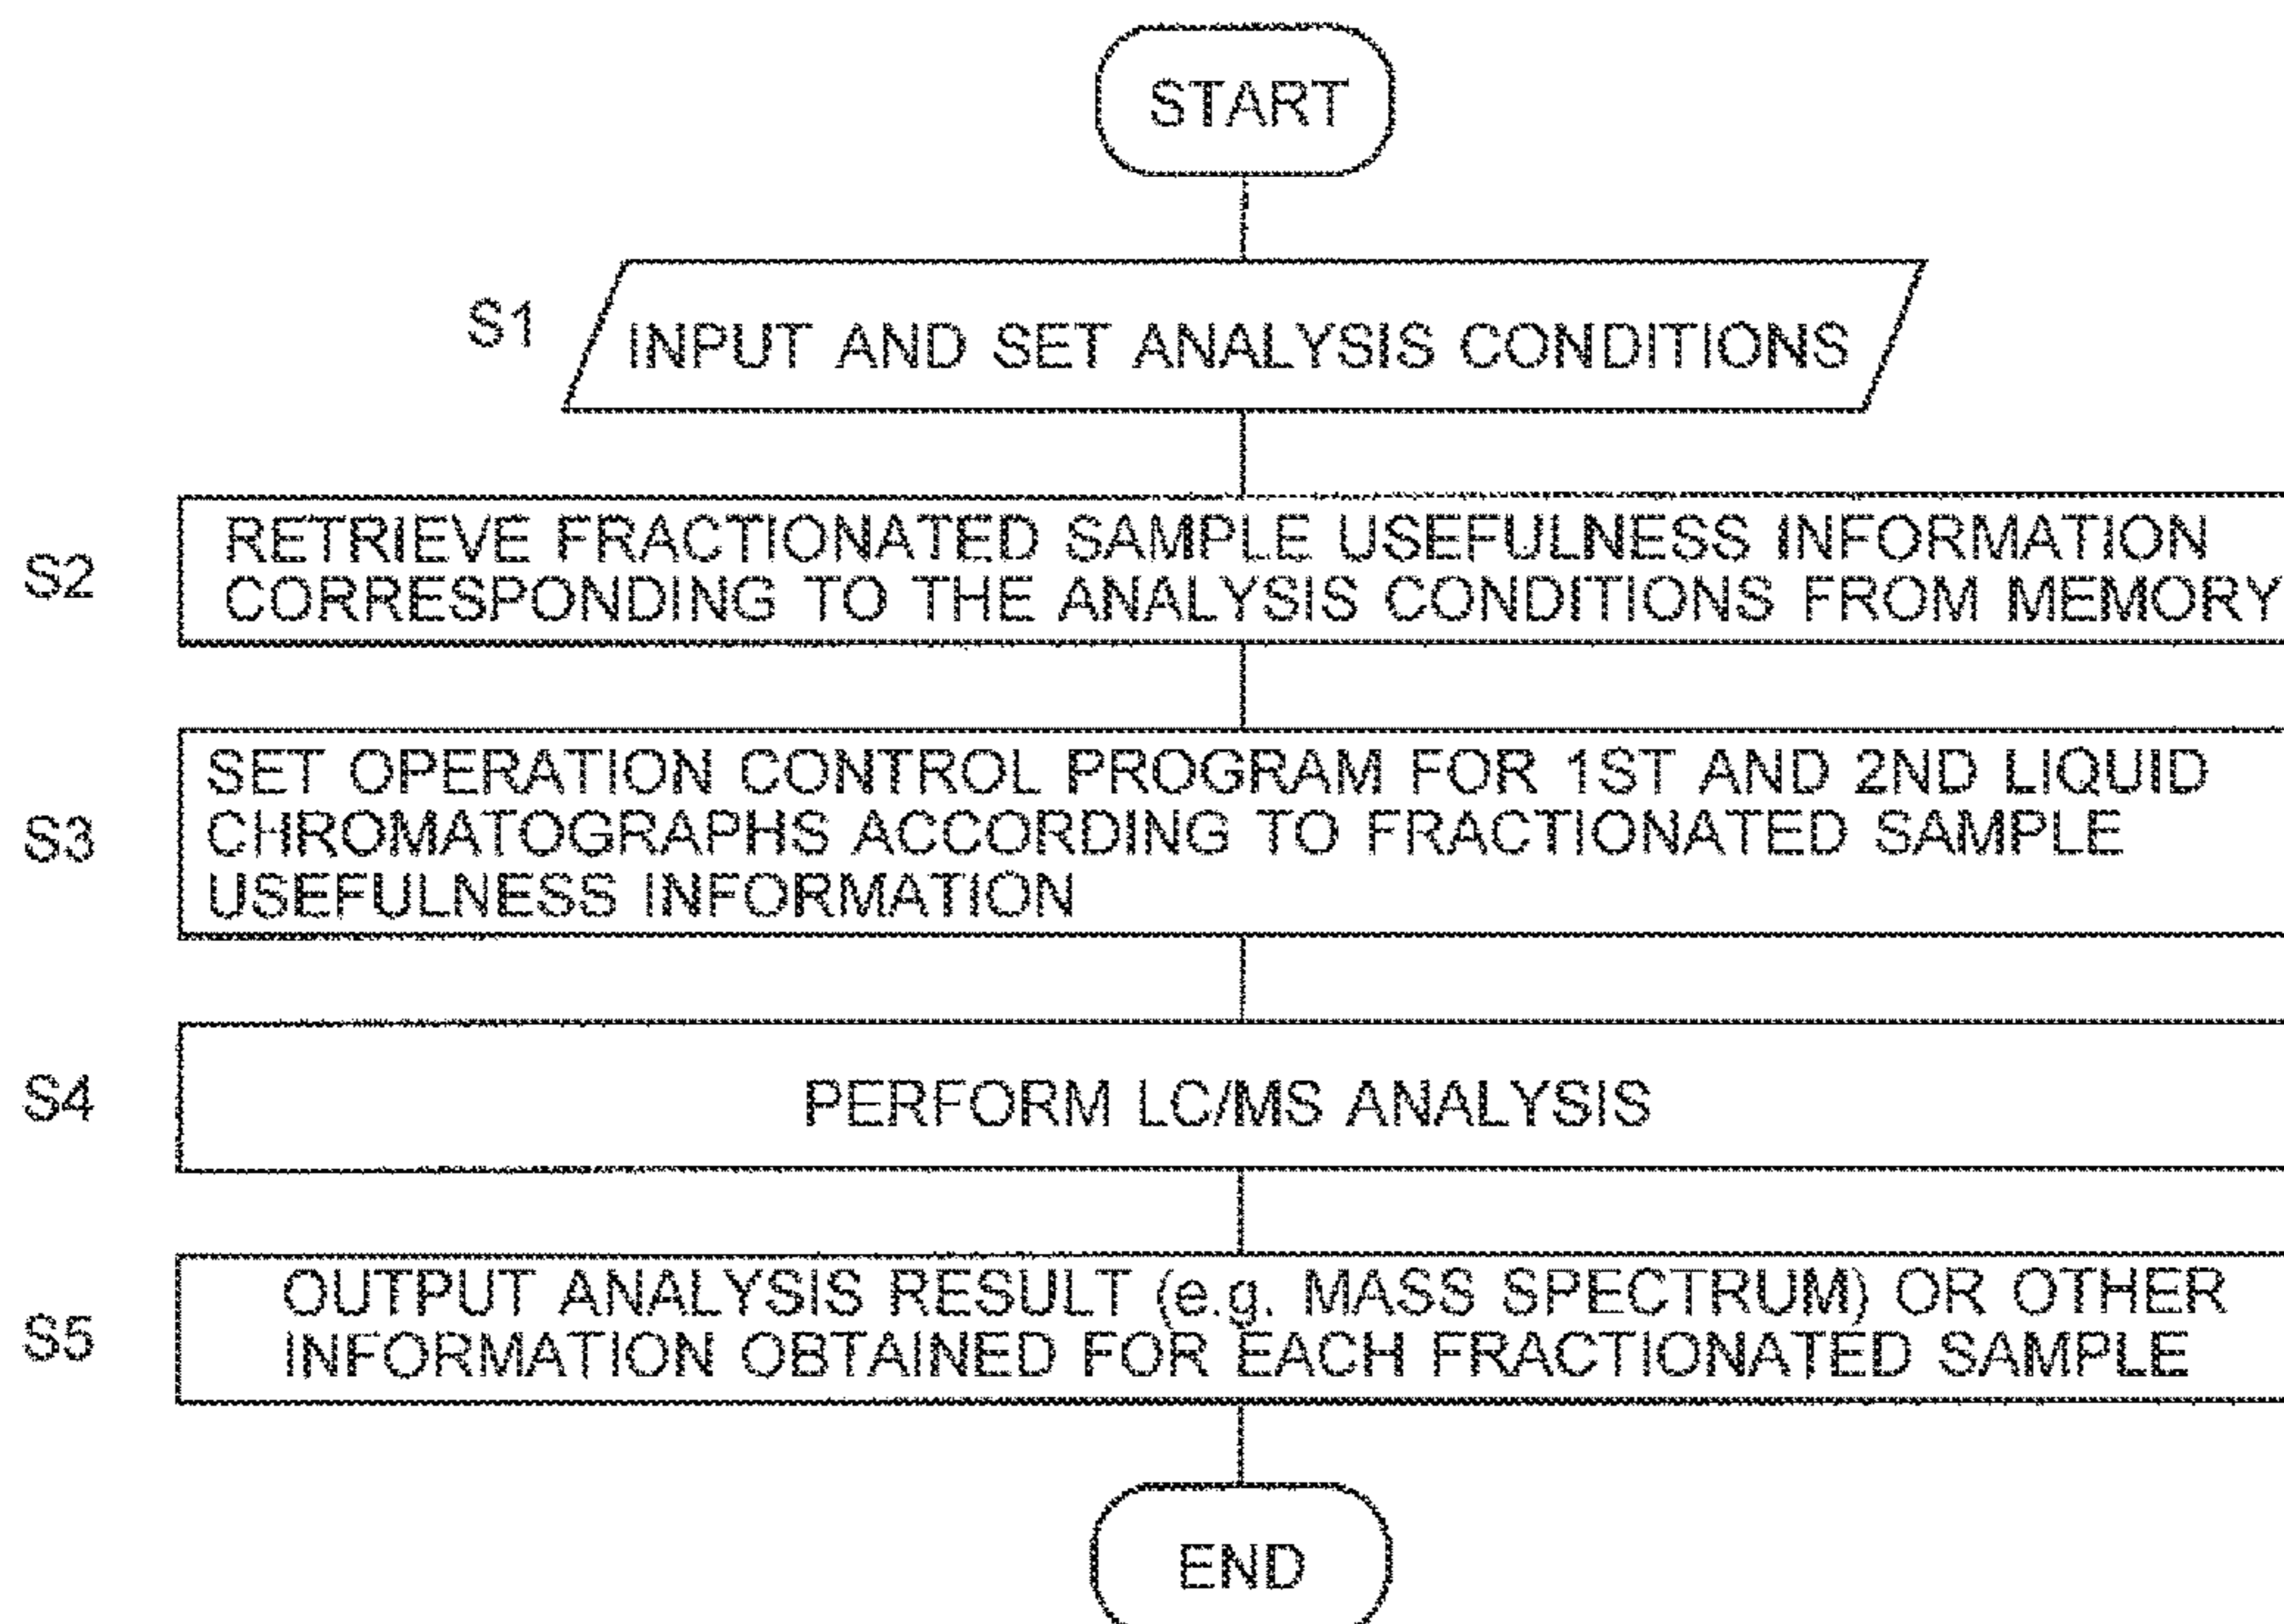 START
S1
INPUT AND SET ANALYSIS CONDITIONS
S2
RETRIEVE FRACTIONATED SAMPLE USEFULNESS INFORMATION
CORRESPONDING TO THE ANALYSIS CONDITIONS FROM MEMORY
S3
SET OPERATION CONTROL PROGRAM FOR 1ST AND 2ND LIQUID
CHROMATOGRAPHS ACCORDING TO FRACTIONATED SAMPLE
USEFULNESS INFORMATION
S4
PERFORM LC/MS ANALYSIS
S5
OUTPUT ANALYSIS RESULT (e.g. MASS SPECTRUM) OR OTHER
INFORMATION OBTAINED FOR EACH FRACTIONATED SAMPLE
END